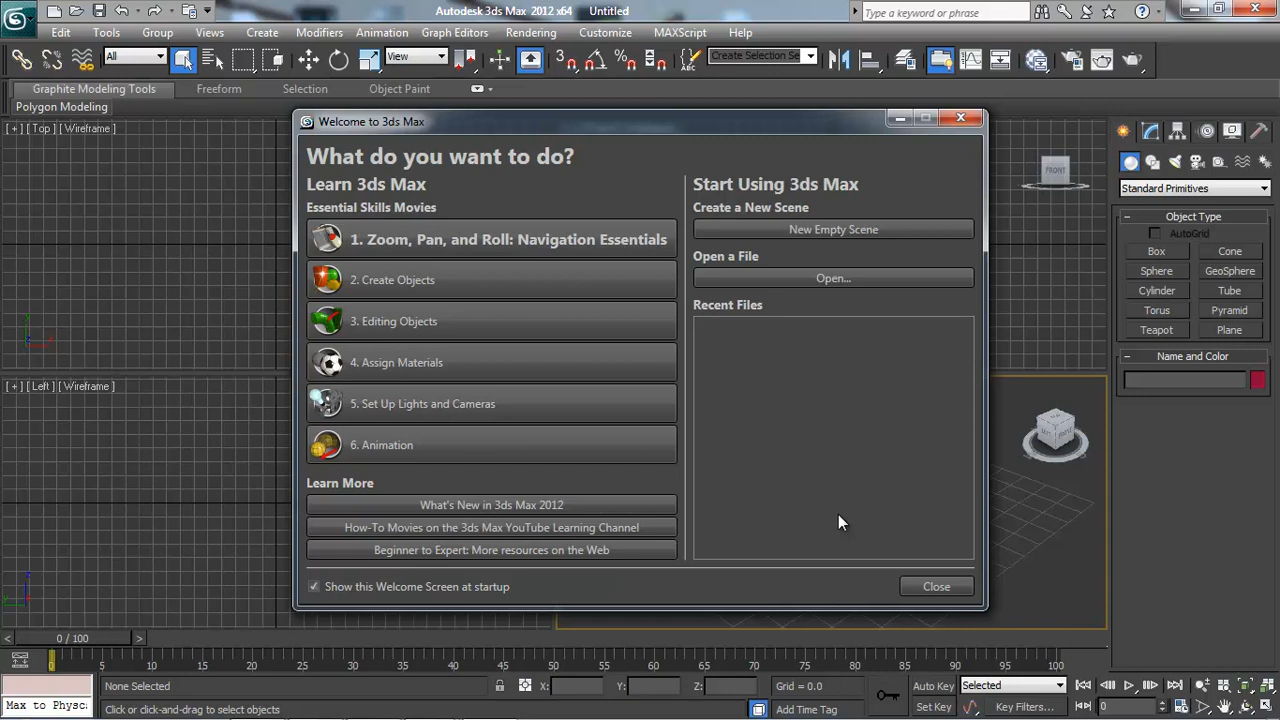 Autodesk 3ds Max 2012 x64 Untitled
Type a keyword or phrase
Edit Tools Group Views Create Modifiers Animation Graph Editors Rendering Customize MAXScript Help
All View 3 Create Selection Se
Graphite Modeling Tools Freeform Selection Object Paint
Polygon Modeling
[ + ] [ Top ] [ Wireframe ]
Welcome to 3ds Max
What do you want to do?
Learn 3ds Max
Essential Skills Movies
1. Zoom, Pan, and Roll: Navigation Essentials
2. Create Objects
3. Editing Objects
4. Assign Materials
5. Set Up Lights and Cameras
6. Animation
Learn More
What's New in 3ds Max 2012
How-To Movies on the 3ds Max YouTube Learning Channel
Beginner to Expert: More resources on the Web
Show this Welcome Screen at startup
Start Using 3ds Max
Create a New Scene
New Empty Scene
Open a File
Open...
Recent Files
Close
FRONT
Standard Primitives
Object Type
AutoGrid
Box Cone
Sphere GeoSphere
Cylinder Tube
Torus Pyramid
Teapot Plane
Name and Color
[ + ] [ Left ] [ Wireframe ]
0 / 100
0 5 10 15 20 25 30 35 40 45 50 55 60 65 70 75 80 85 90 95 100
None Selected X: Y: Z: Grid = 0.0 Auto Key Selected
Max to Physc Click or click-and-drag to select objects Add Time Tag Set Key Key Filters... 0